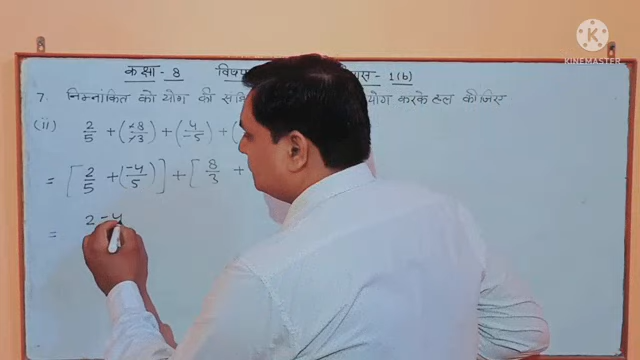 KINEMASTER
कक्षा - 8 विषय - 1(b)
7. निम्नांकित को योग की योग करके हल कीजिए
(ii) 2/5 + (-8/-3) + (4/-5) + (
= [2/5 + (-4/5)] + [8/3 +
= 2-4